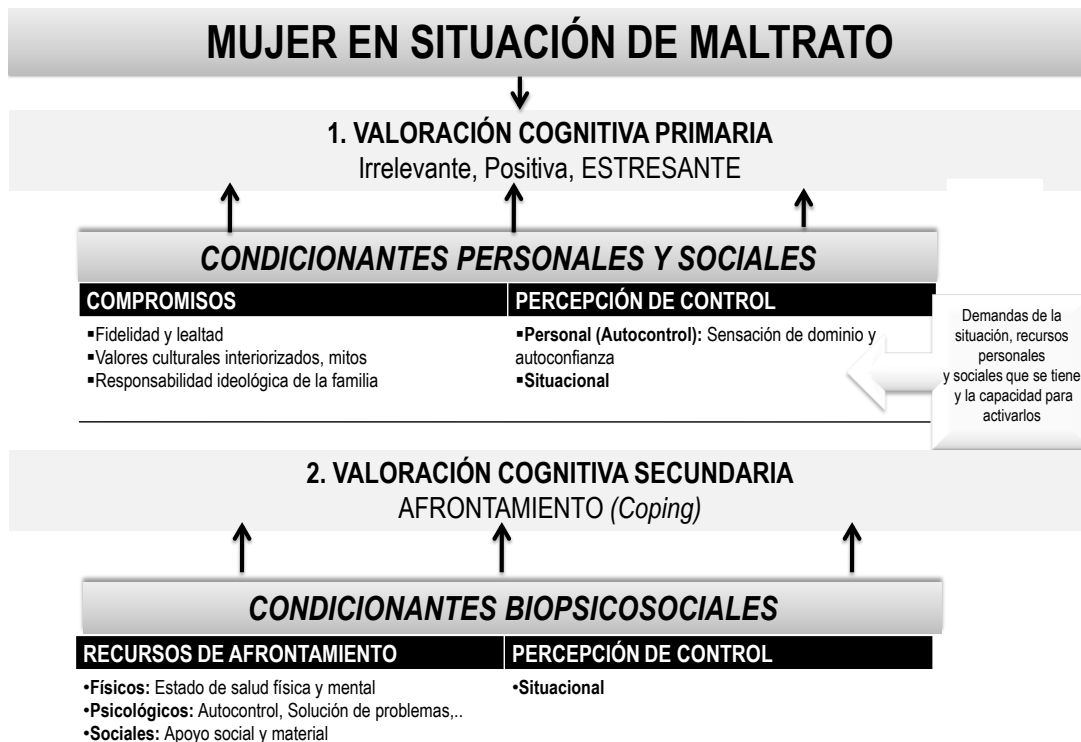 MUJER EN SITUACIÓN DE MALTRATO
1. VALORACIÓN COGNITIVA PRIMARIA
Irrelevante, Positiva, ESTRESANTE
CONDICIONANTES PERSONALES Y SOCIALES
COMPROMISOS
▪Fidelidad y lealtad
▪Valores culturales interiorizados, mitos
▪Responsabilidad ideológica de la familia
PERCEPCIÓN DE CONTROL
▪Personal (Autocontrol): Sensación de dominio y
autoconfianza
▪Situacional
Demandas de la
situación, recursos
personales
y sociales que se tiene
y la capacidad para
activarlos
2. VALORACIÓN COGNITIVA SECUNDARIA
AFRONTAMIENTO (Coping)
CONDICIONANTES BIOPSICOSOCIALES
RECURSOS DE AFRONTAMIENTO
•Físicos: Estado de salud física y mental
•Psicológicos: Autocontrol, Solución de problemas,..
•Sociales: Apoyo social y material
PERCEPCIÓN DE CONTROL
•Situacional